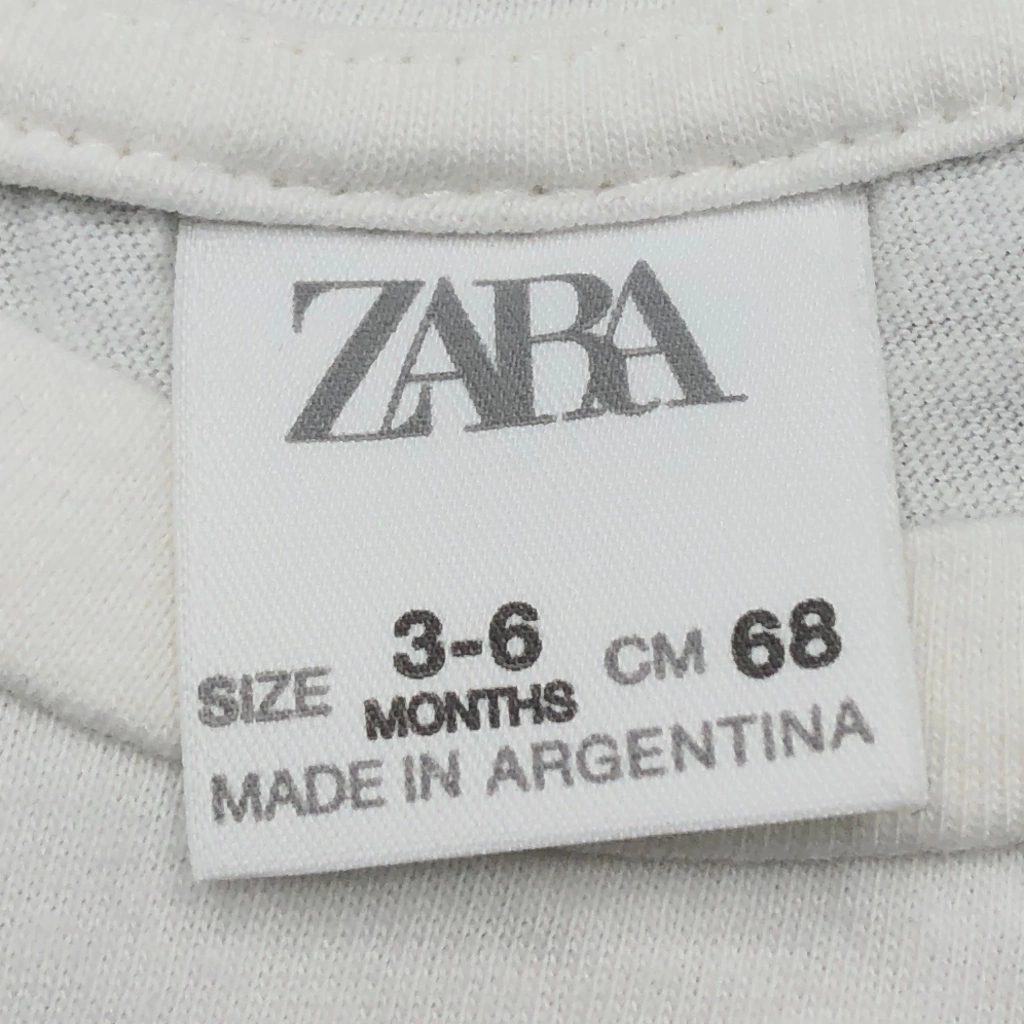 ZARA
SIZE 3-6 MONTHS CM 68
MADE IN ARGENTINA